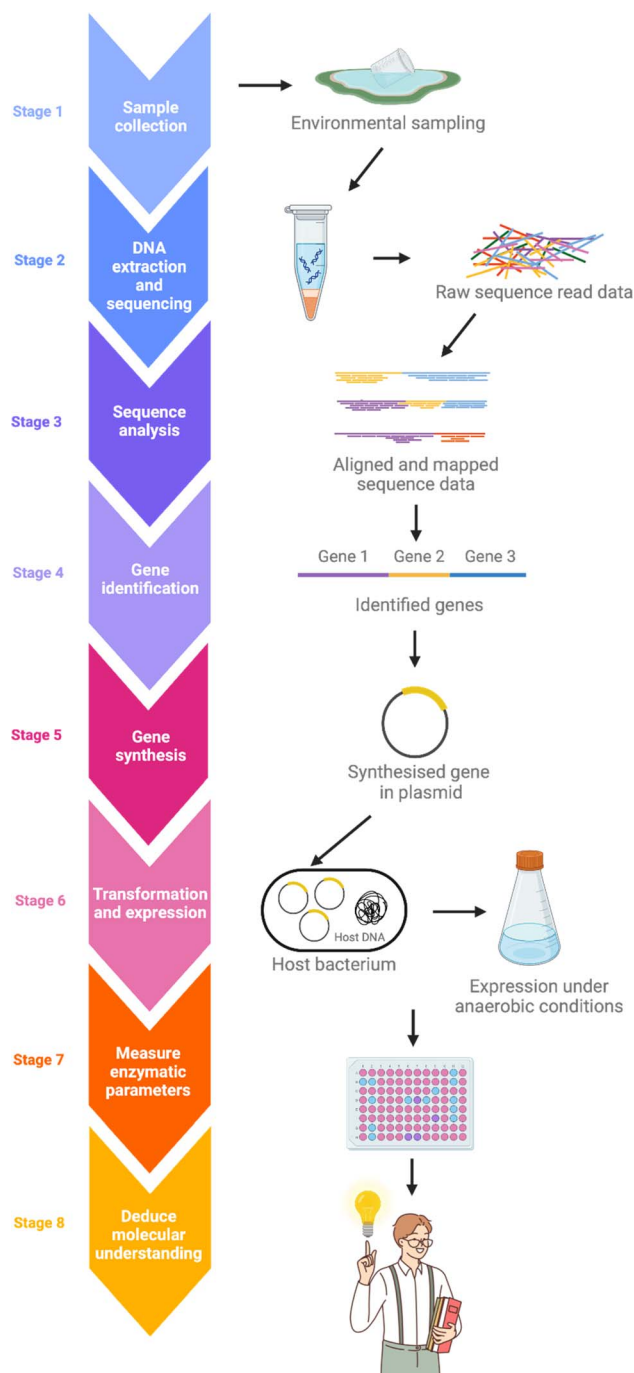 Stage 1
Sample
collection
Environmental sampling
Stage 2
DNA
extraction
and
sequencing
Raw sequence read data
Stage 3
Sequence
analysis
Aligned and mapped
sequence data
Stage 4
Gene
identification
Gene 1 Gene 2 Gene 3
Identified genes
Stage 5
Gene
synthesis
Synthesised gene
in plasmid
Stage 6
Transformation
and expression
Host DNA
Host bacterium
Expression under
anaerobic conditions
Stage 7
Measure
enzymatic
parameters
Stage 8
Deduce
molecular
understanding